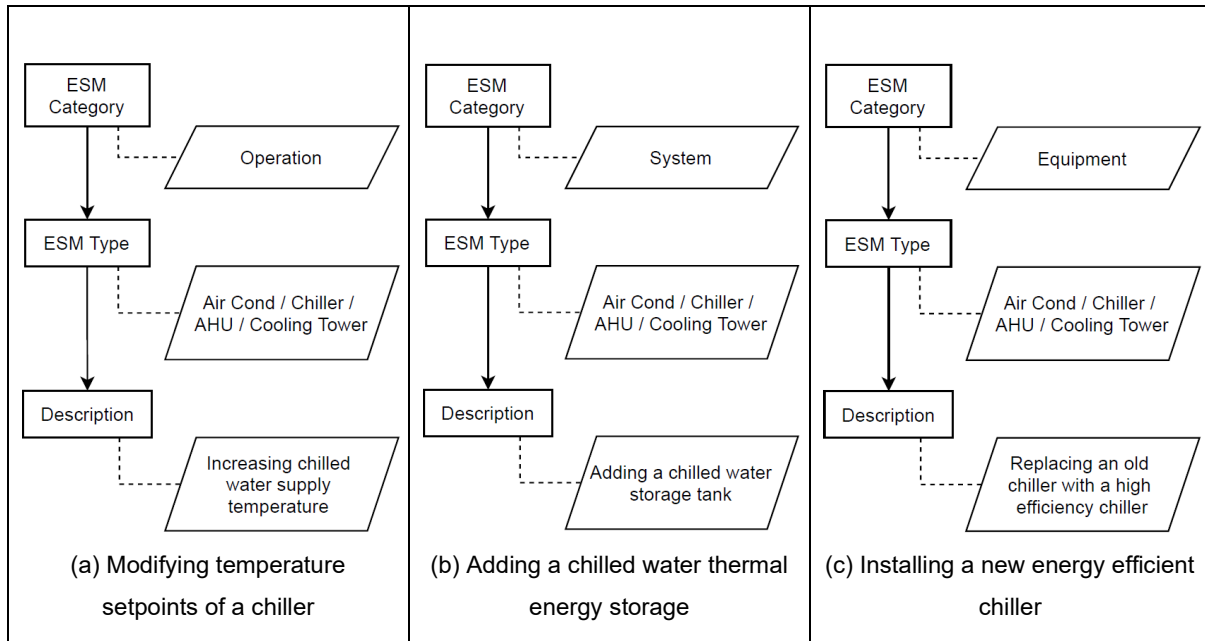 ESM
Category
Operation
ESM Type
Air Cond / Chiller /
AHU / Cooling Tower
Description
Increasing chilled
water supply
temperature
(a) Modifying temperature
setpoints of a chiller
ESM
Category
System
ESM Type
Air Cond / Chiller /
AHU / Cooling Tower
Description
Adding a chilled water
storage tank
(b) Adding a chilled water thermal
energy storage
ESM
Category
Equipment
ESM Type
Air Cond / Chiller /
AHU / Cooling Tower
Description
Replacing an old
chiller with a high
efficiency chiller
(c) Installing a new energy efficient
chiller